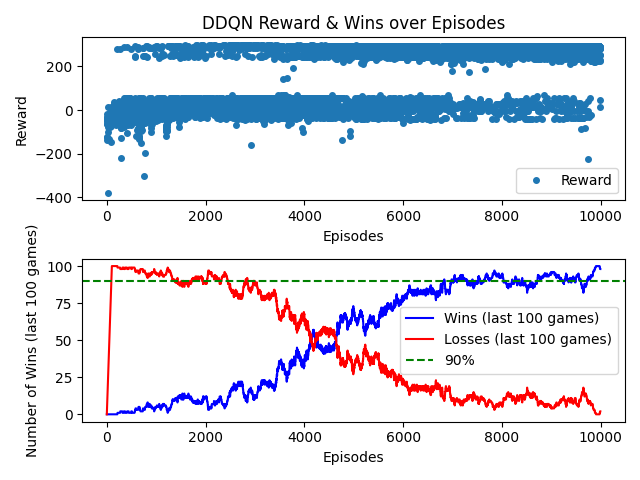 DDQN Reward & Wins over Episodes
Reward
200
0
−200
−400
Reward
0 2000 4000 6000 8000 10000
Episodes
Number of Wins (last 100 games)
100
75
50
25
0
Wins (last 100 games)
Losses (last 100 games)
90%
0 2000 4000 6000 8000 10000
Episodes